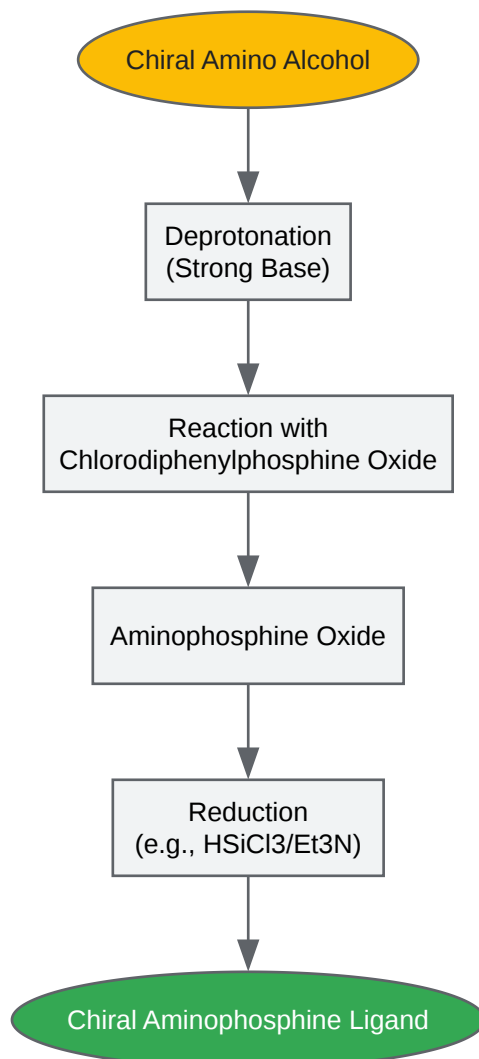 Chiral Amino Alcohol
Deprotonation
(Strong Base)
Reaction with
Chlorodiphenylphosphine Oxide
Aminophosphine Oxide
Reduction
(e.g., HSiCl3/Et3N)
Chiral Aminophosphine Ligand